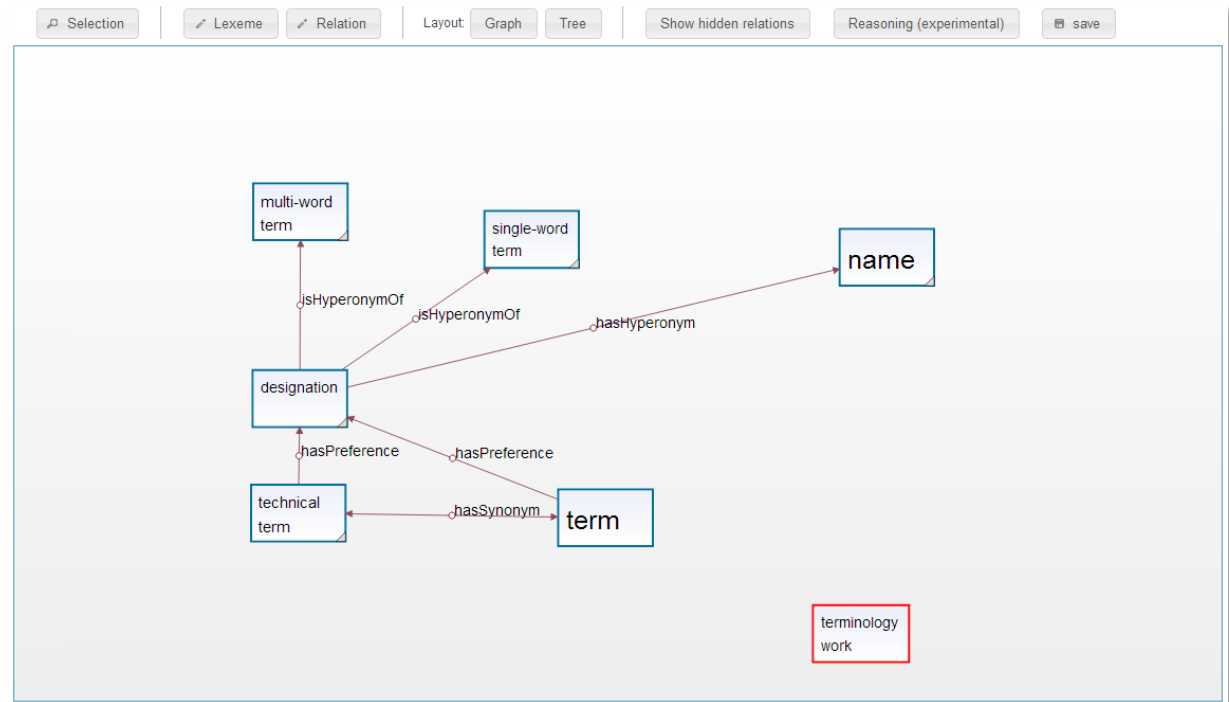 Selection Lexeme Relation Layout: Graph Tree Show hidden relations Reasoning (experimental) save
multi-word
term
single-word
term
name
isHyperonymOf
isHyperonymOf
hasHyperonym
designation
hasPreference
hasPreference
technical
term
hasSynonym
term
terminology
work